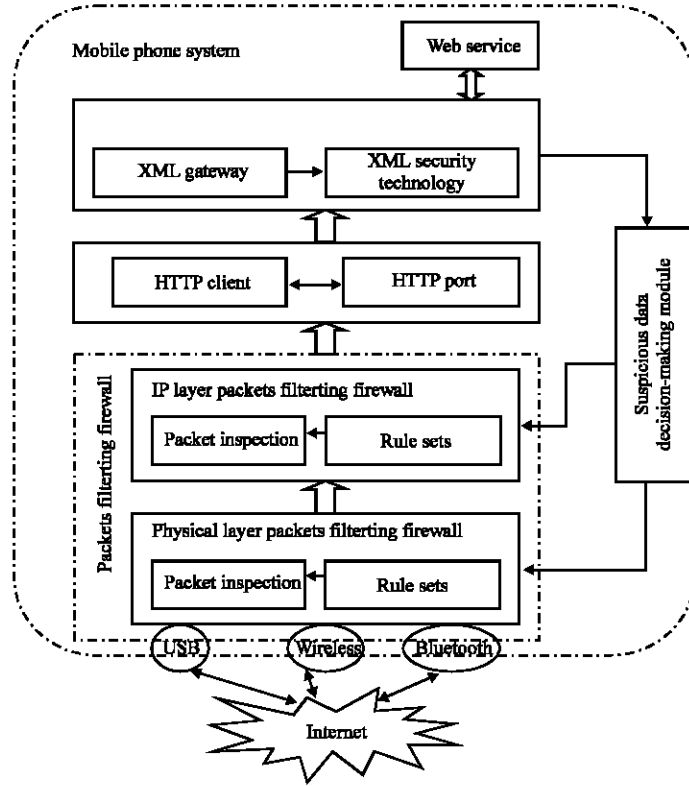 Mobile phone system
Web service
XML gateway
XML security
technology
HTTP client
HTTP port
Suspicious data
decision-making module
Packets filterting firewall
IP layer packets filterting firewall
Packet inspection
Rule sets
Physical layer packets filterting firewall
Packet inspection
Rule sets
USB
Wireless
Bluetooth
Internet